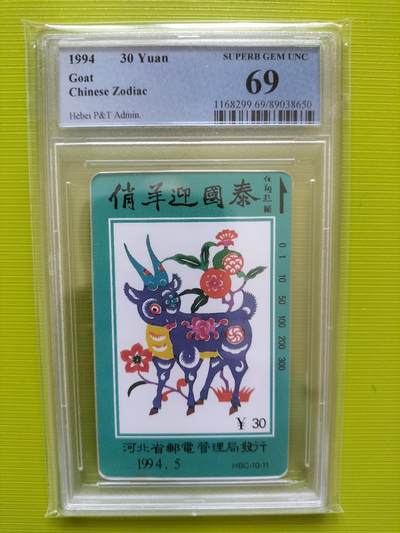 1994 30 Yuan
Goat
Chinese Zodiac
Hebei P&T Admin.
SUPERB GEM UNC
69
1168299 69/89038650
俏羊迎國泰
0 1 10 50 100 200 300
¥ 30
河北省郵電管理局發行
1994.5
HBC-10-11